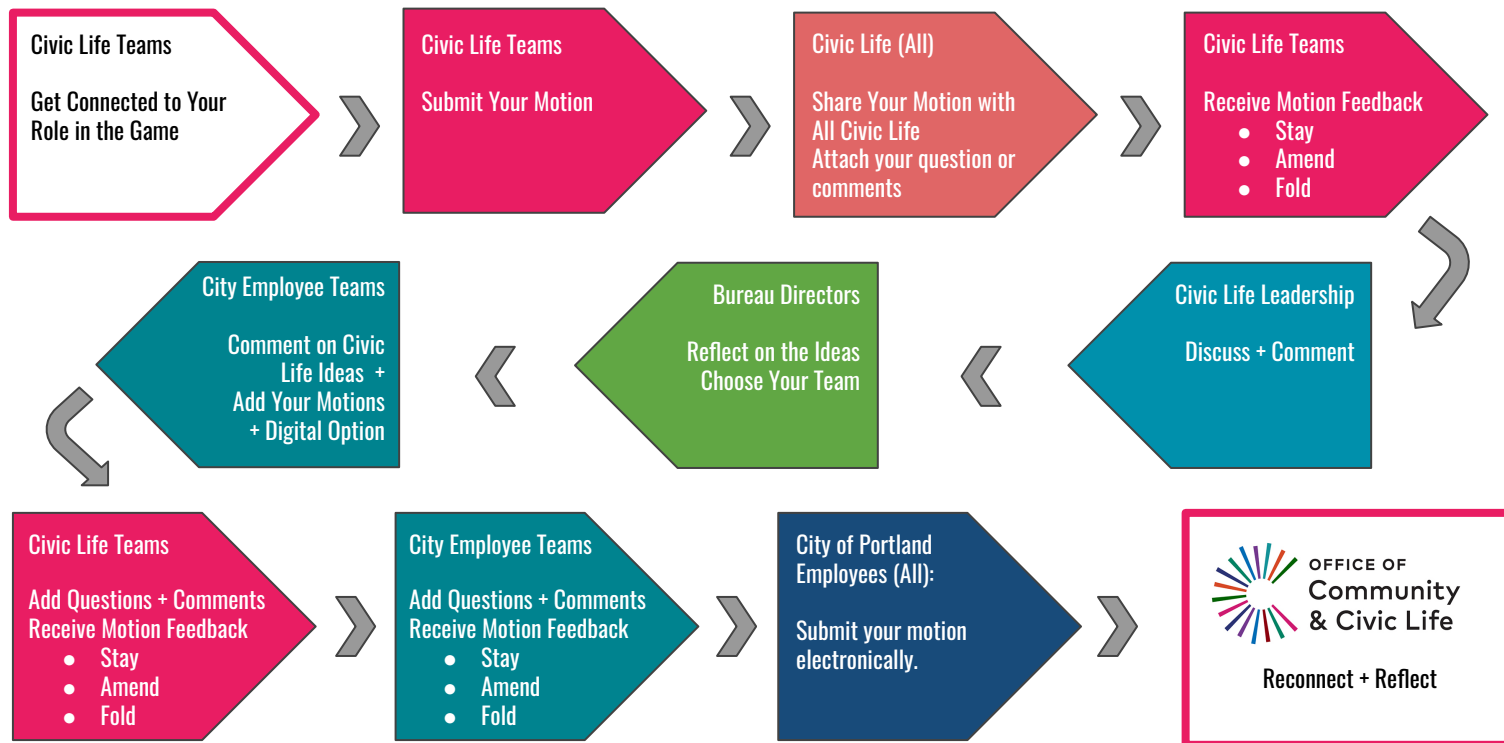 Civic Life Teams
Get Connected to Your
Role in the Game
Civic Life Teams
Submit Your Motion
Civic Life (All)
Share Your Motion with
All Civic Life
Attach your question or
comments
Civic Life Teams
Receive Motion Feedback
● Stay
● Amend
● Fold
Civic Life Leadership
Discuss + Comment
Bureau Directors
Reflect on the Ideas
Choose Your Team
City Employee Teams
Comment on Civic
Life Ideas +
Add Your Motions
+ Digital Option
Civic Life Teams
Add Questions + Comments
Receive Motion Feedback
● Stay
● Amend
● Fold
City Employee Teams
Add Questions + Comments
Receive Motion Feedback
● Stay
● Amend
● Fold
City of Portland
Employees (All):
Submit your motion
electronically.
OFFICE OF
Community
& Civic Life
Reconnect + Reflect